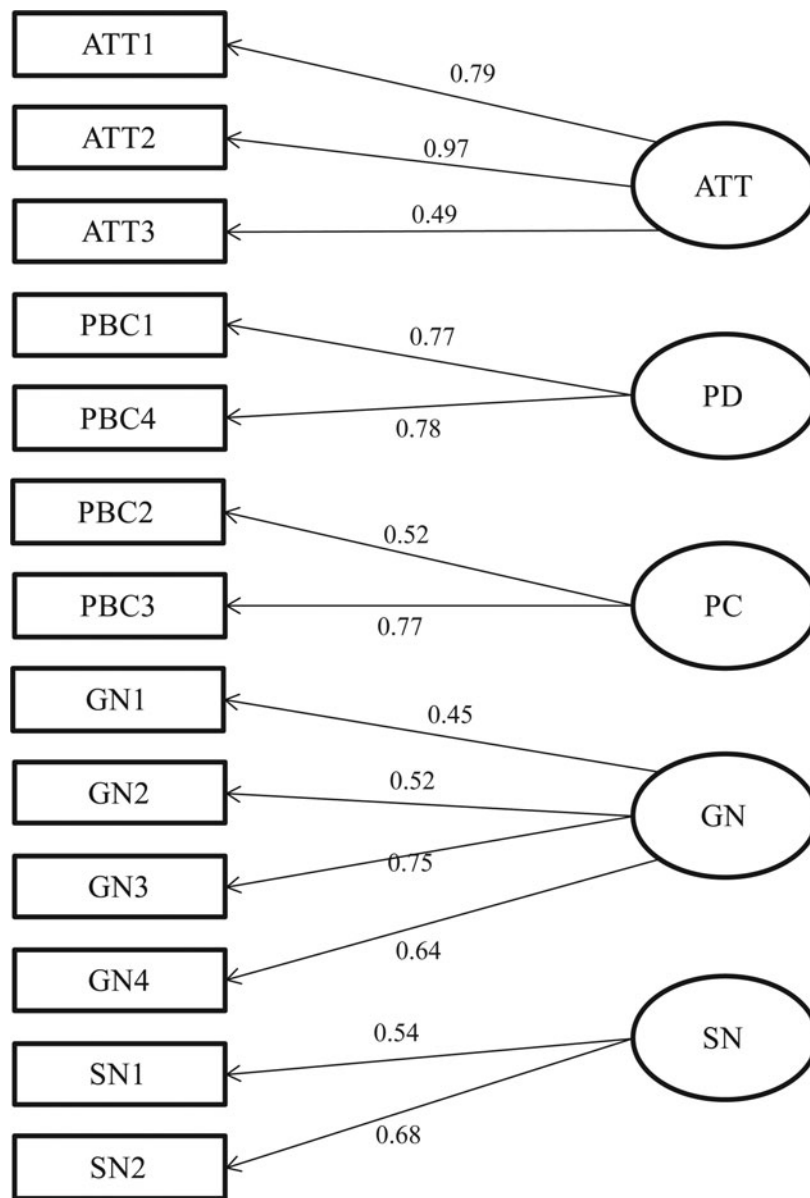 ATT1
0.79
ATT2
0.97
ATT
ATT3
0.49
PBC1
0.77
PD
PBC4
0.78
PBC2
0.52
PBC3
0.77
PC
GN1
0.45
GN2
0.52
GN
GN3
0.75
GN4
0.64
SN1
0.54
SN
SN2
0.68